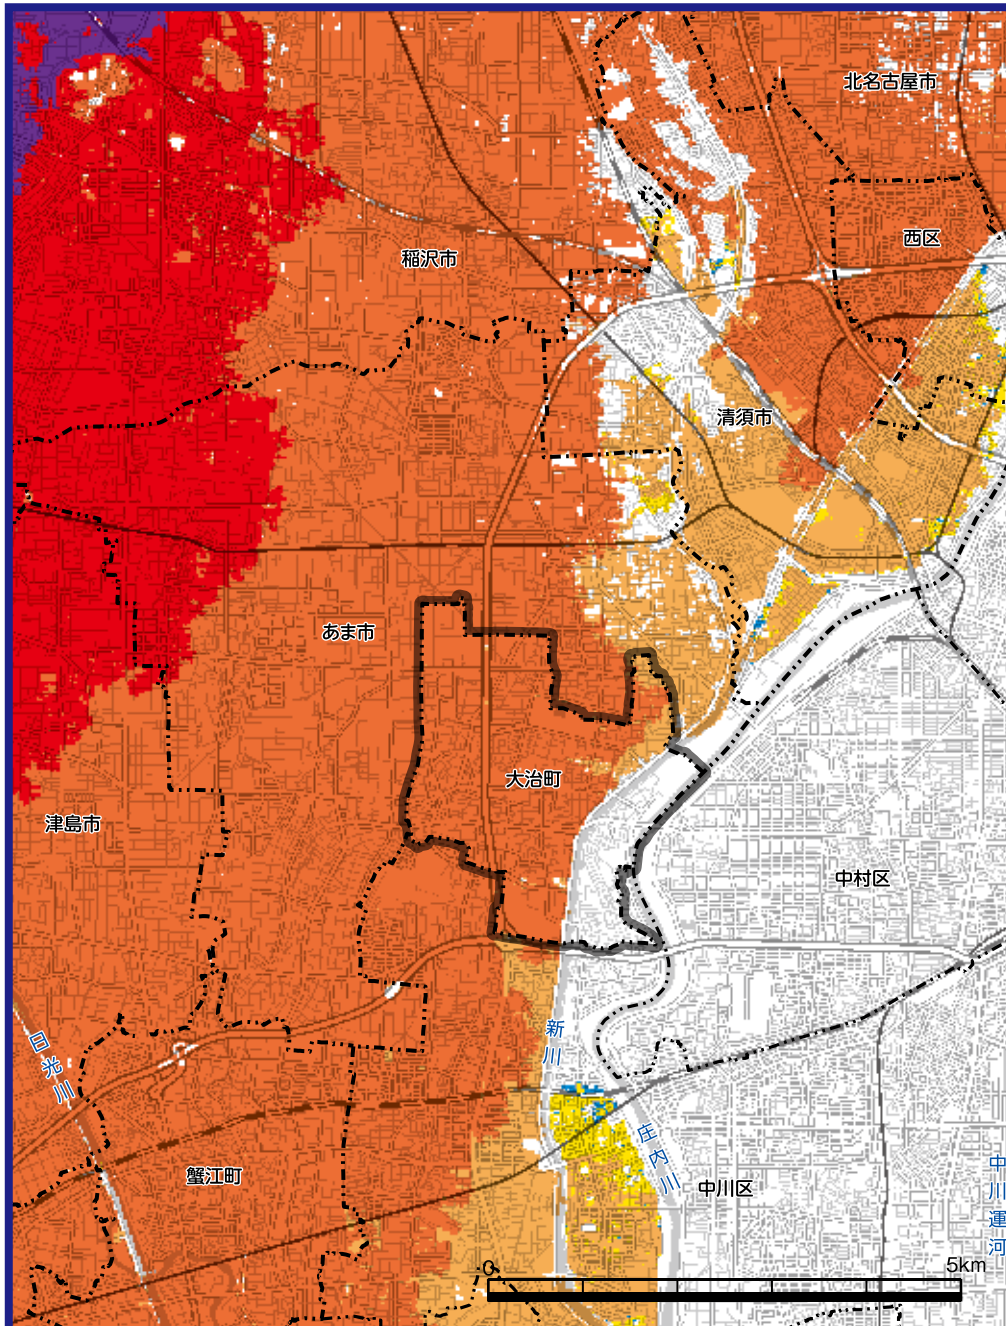 北名古屋市
西区
稲沢市
清須市
あま市
大治町
津島市
中村区
新川
日光川
庄内川
蟹江町
中川区
中川運河
0
5km